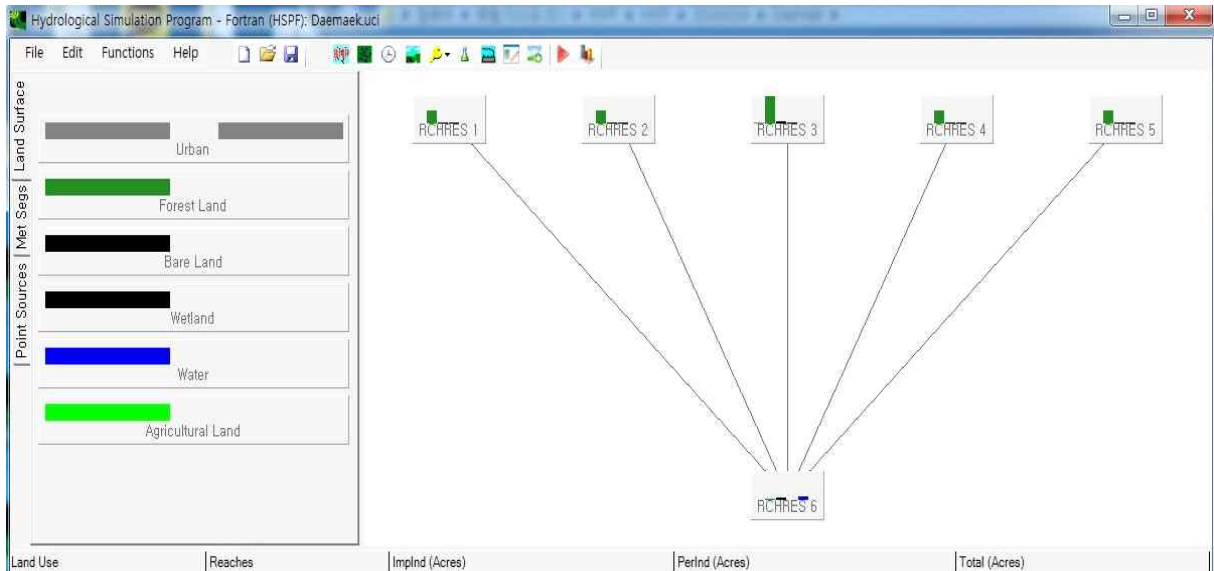 Hydrological Simulation Program - Fortran (HSPF): Daemaek.uci
File Edit Functions Help
Land Surface
Met Segs
Point Sources
Urban
Forest Land
Bare Land
Wetland
Water
Agricultural Land
RCHRES 1
RCHRES 2
RCHRES 3
RCHRES 4
RCHRES 5
RCHRES 6
Land Use Reaches ImpInd (Acres) PerInd (Acres) Total (Acres)